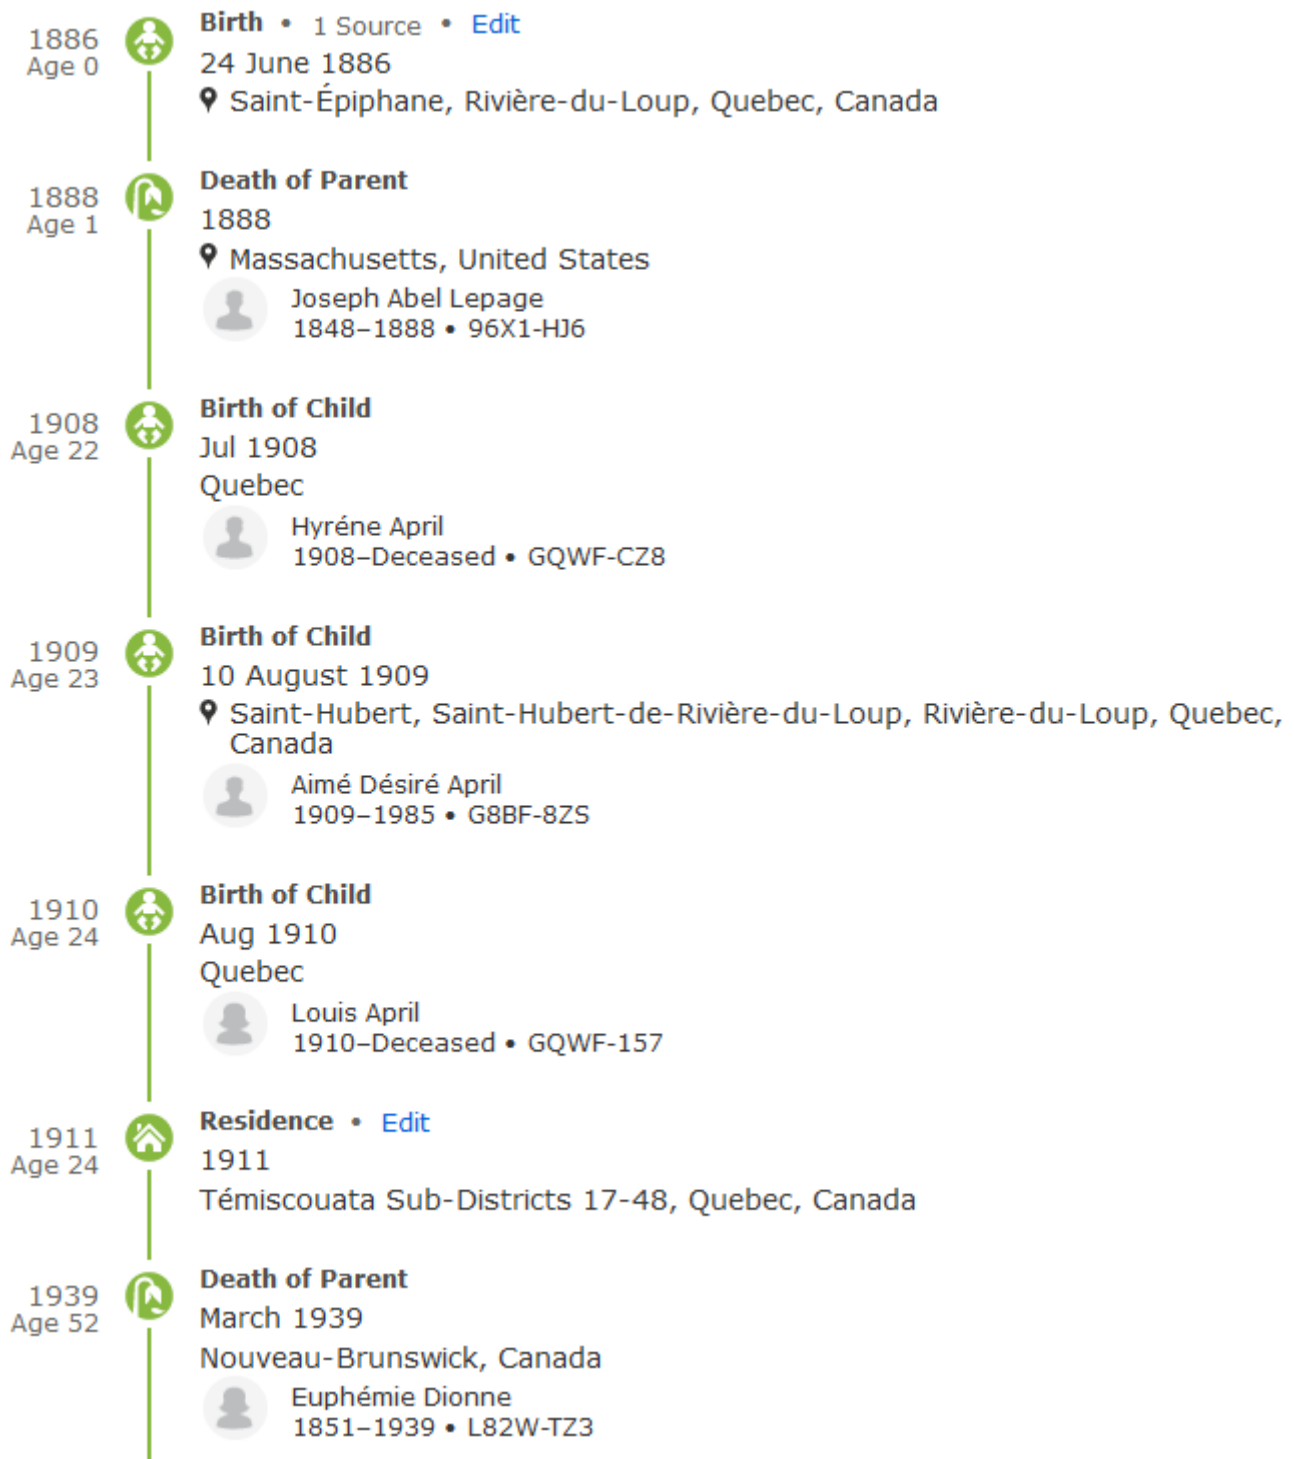 1886
Age 0
Birth • 1 Source • Edit
24 June 1886
Saint-Épiphane, Rivière-du-Loup, Quebec, Canada
1888
Age 1
Death of Parent
1888
Massachusetts, United States
Joseph Abel Lepage
1848–1888 • 96X1-HJ6
1908
Age 22
Birth of Child
Jul 1908
Quebec
Hyréne April
1908–Deceased • GQWF-CZ8
1909
Age 23
Birth of Child
10 August 1909
Saint-Hubert, Saint-Hubert-de-Rivière-du-Loup, Rivière-du-Loup, Quebec,
Canada
Aimé Désiré April
1909–1985 • G8BF-8ZS
1910
Age 24
Birth of Child
Aug 1910
Quebec
Louis April
1910–Deceased • GQWF-157
1911
Age 24
Residence • Edit
1911
Témiscouata Sub-Districts 17-48, Quebec, Canada
1939
Age 52
Death of Parent
March 1939
Nouveau-Brunswick, Canada
Euphémie Dionne
1851–1939 • L82W-TZ3